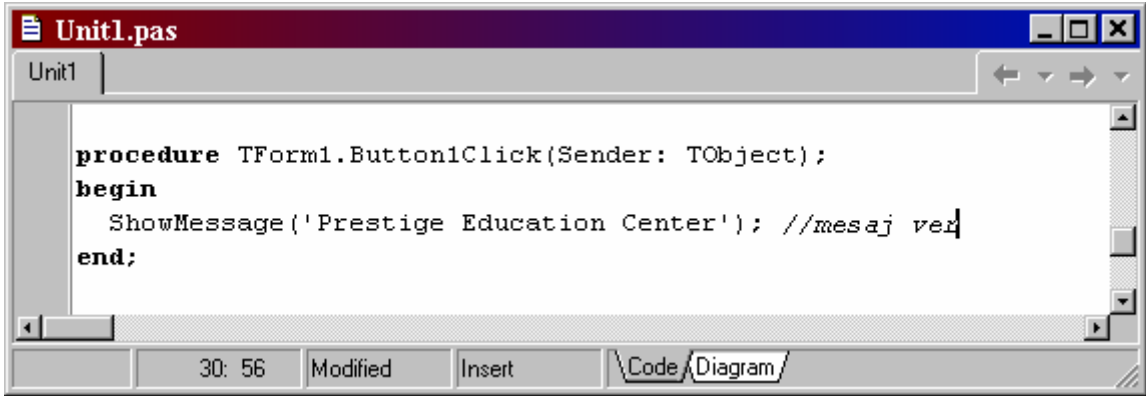 Unit1.pas
Unit1
procedure TForm1.Button1Click(Sender: TObject);
begin
  ShowMessage('Prestige Education Center'); //mesaj ver
end;
30: 56 Modified Insert Code Diagram